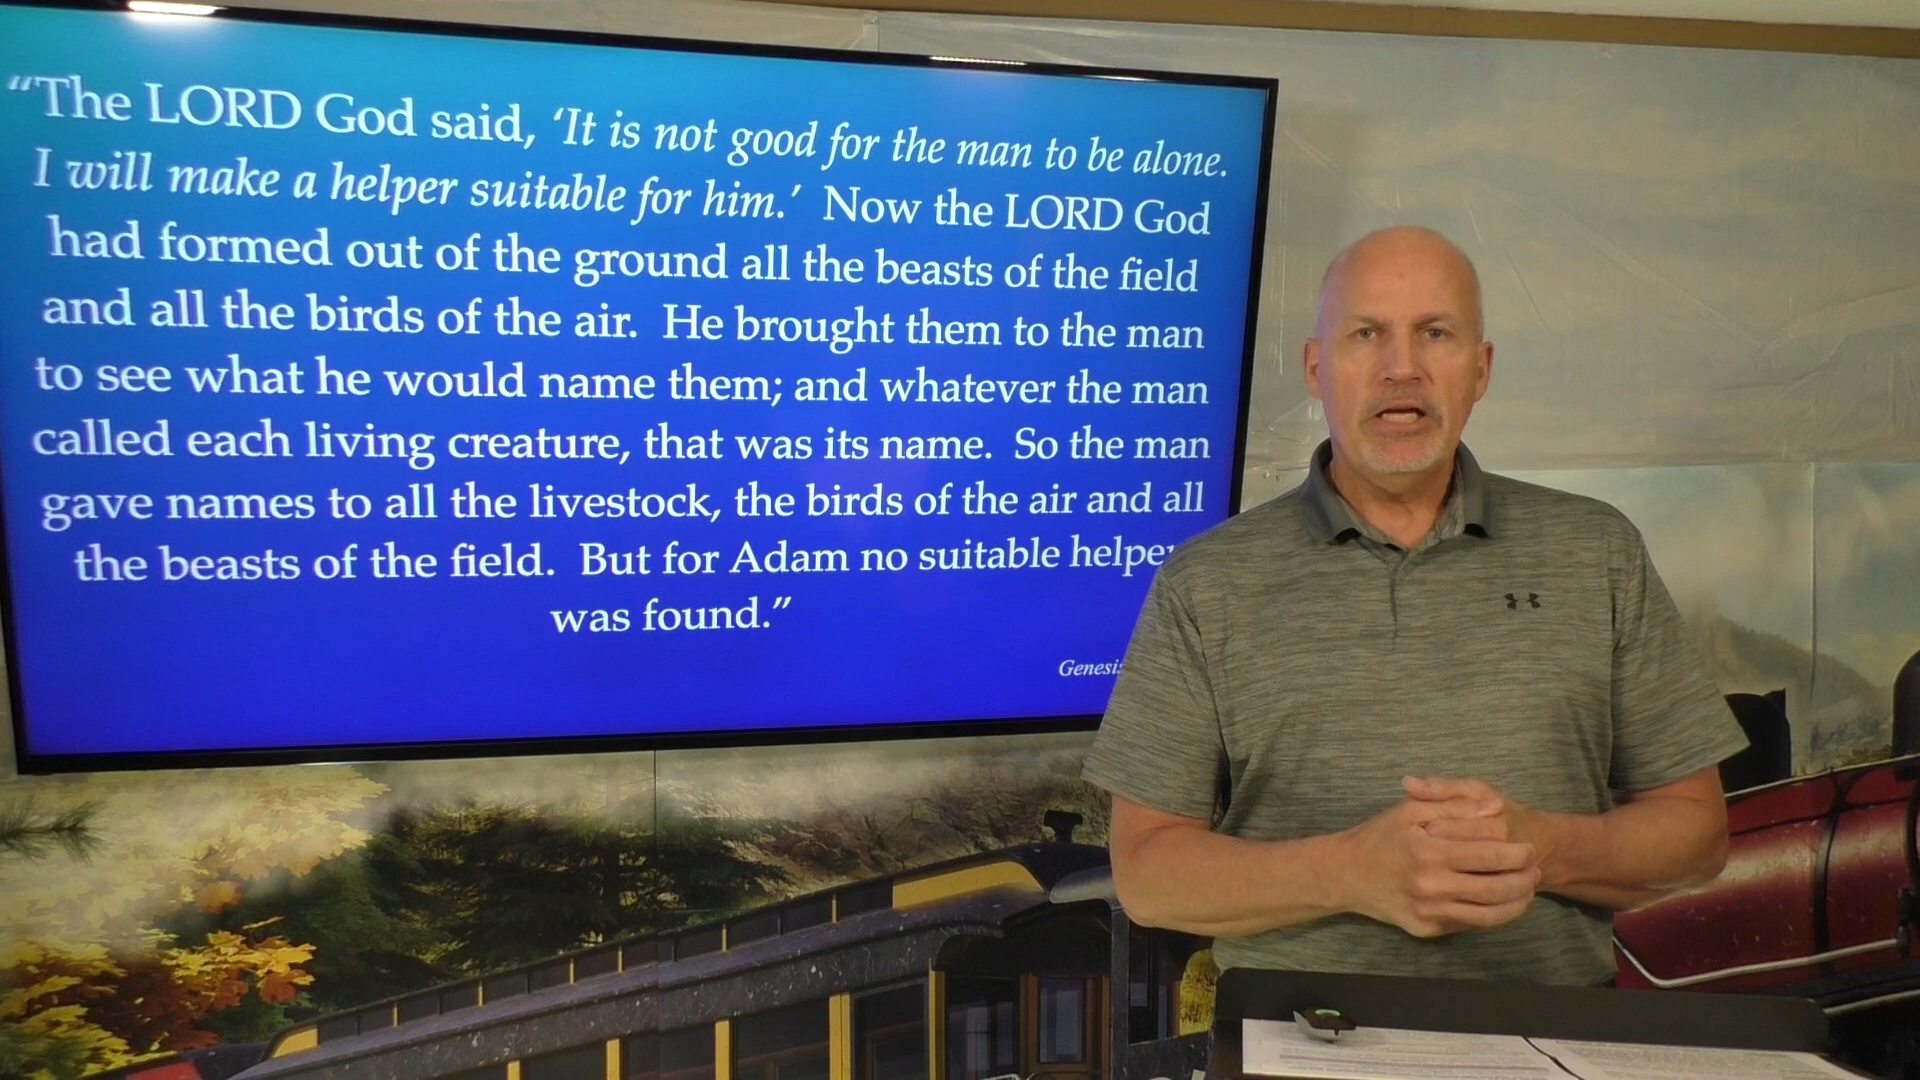 “The LORD God said, ‘It is not good for the man to be alone.
I will make a helper suitable for him.’ Now the LORD God
had formed out of the ground all the beasts of the field
and all the birds of the air. He brought them to the man
to see what he would name them; and whatever the man
called each living creature, that was its name. So the man
gave names to all the livestock, the birds of the air and all
the beasts of the field. But for Adam no suitable helper
was found.”
Genesis